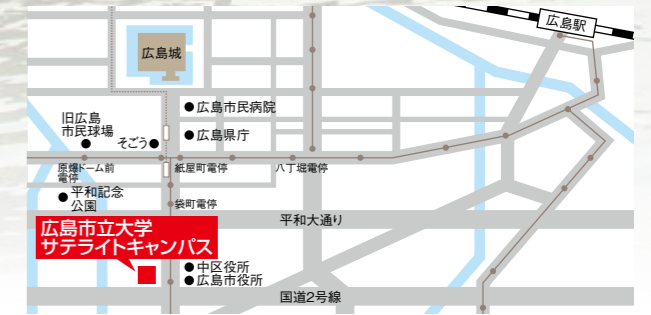 広島駅
広島城
●広島市民病院
旧広島
市民球場
そごう●
●広島県庁
原爆ドーム前
電停
紙屋町電停
八丁堀電停
●平和記念
公園
袋町電停
平和大通り
広島市立大学
サテライトキャンパス
●中区役所
●広島市役所
国道2号線